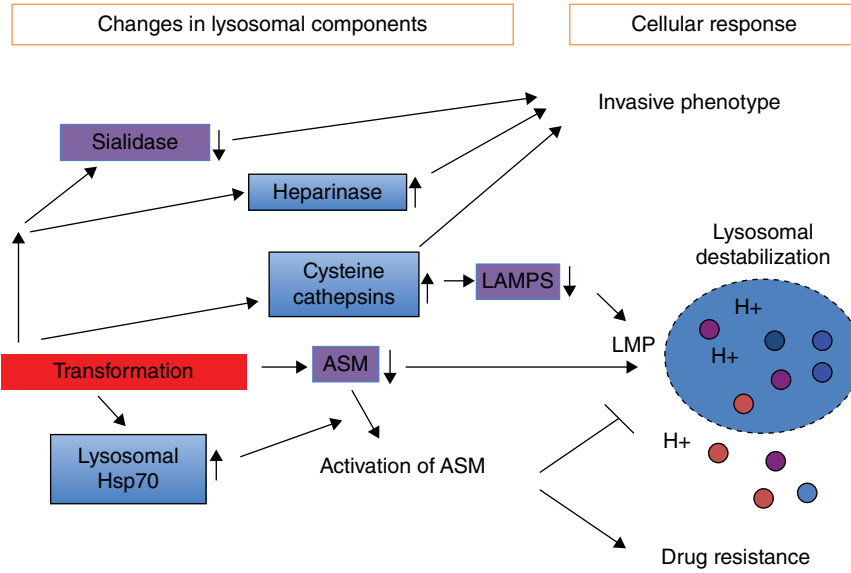 Changes in lysosomal components
Cellular response
Invasive phenotype
Sialidase
Heparinase
Lysosomal
destabilization
Cysteine
cathepsins
LAMPS
H+
LMP
H+
Transformation
ASM
H+
Lysosomal
Hsp70
Activation of ASM
Drug resistance